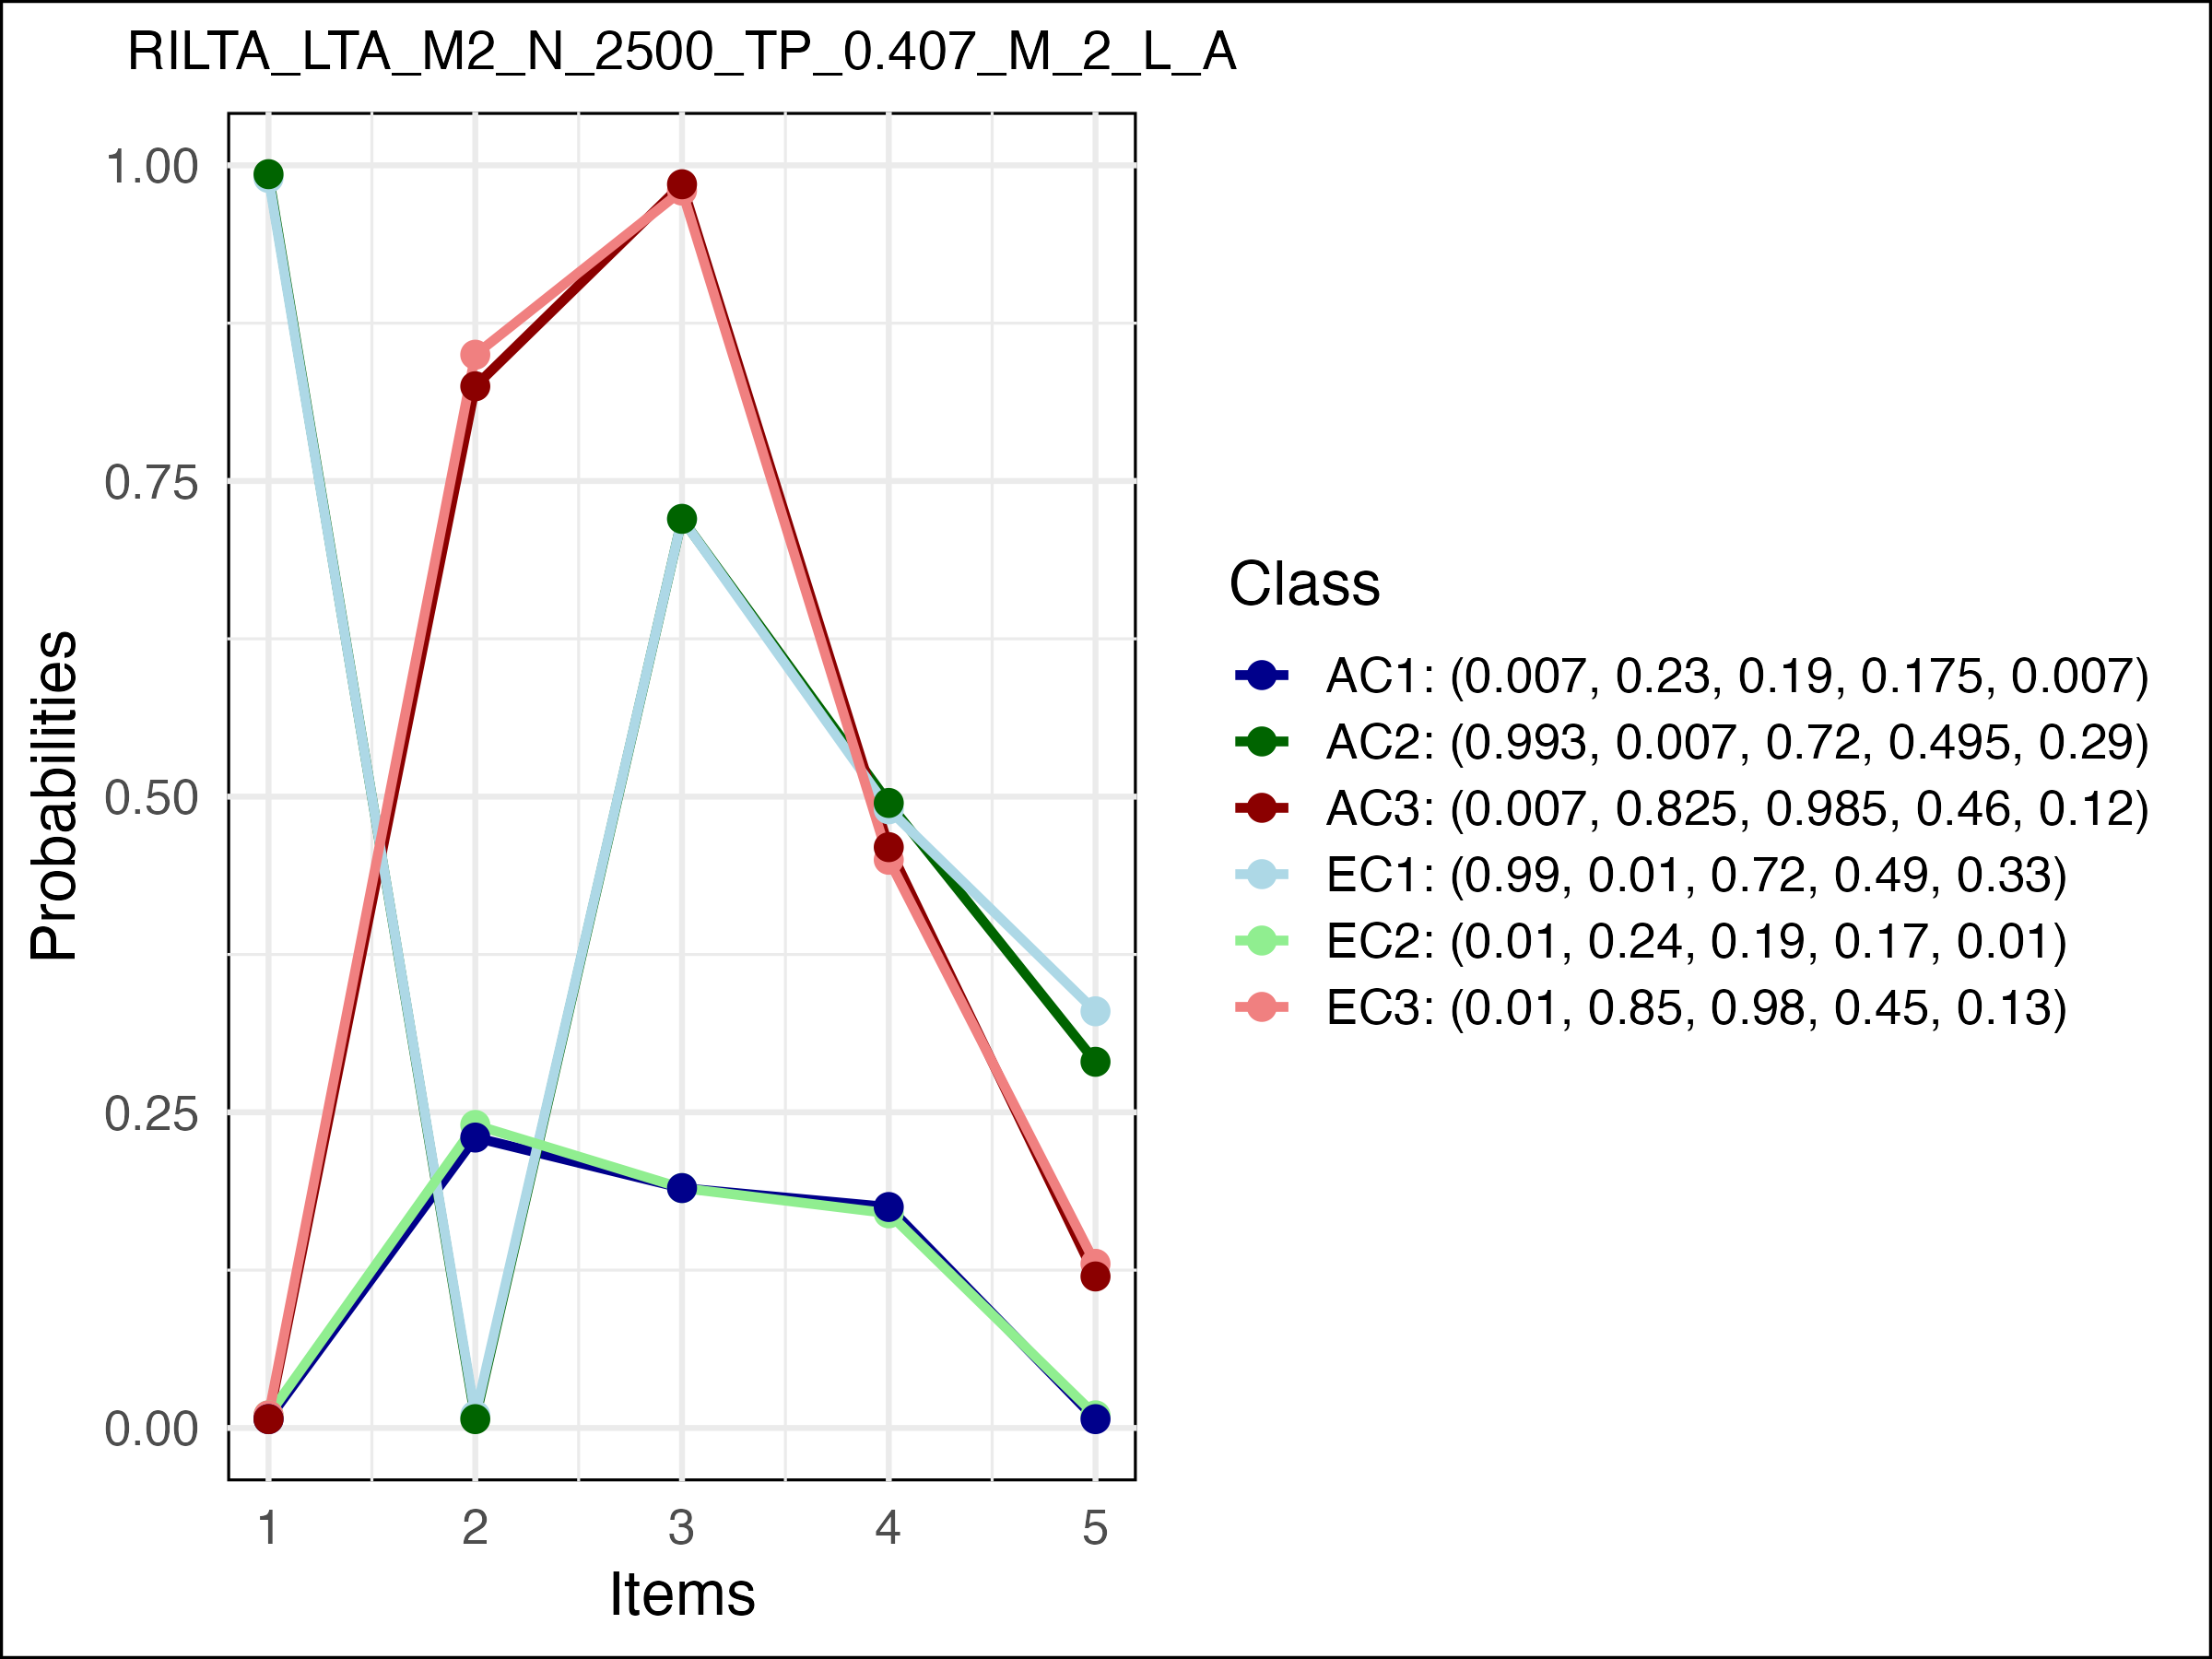 RILTA_LTA_M2_N_2500_TP_0.407_M_2_L_A
1.00
0.75
0.50
0.25
0.00
Probabilities
1 2 3 4 5
Items
Class
AC1: (0.007, 0.23, 0.19, 0.175, 0.007)
AC2: (0.993, 0.007, 0.72, 0.495, 0.29)
AC3: (0.007, 0.825, 0.985, 0.46, 0.12)
EC1: (0.99, 0.01, 0.72, 0.49, 0.33)
EC2: (0.01, 0.24, 0.19, 0.17, 0.01)
EC3: (0.01, 0.85, 0.98, 0.45, 0.13)